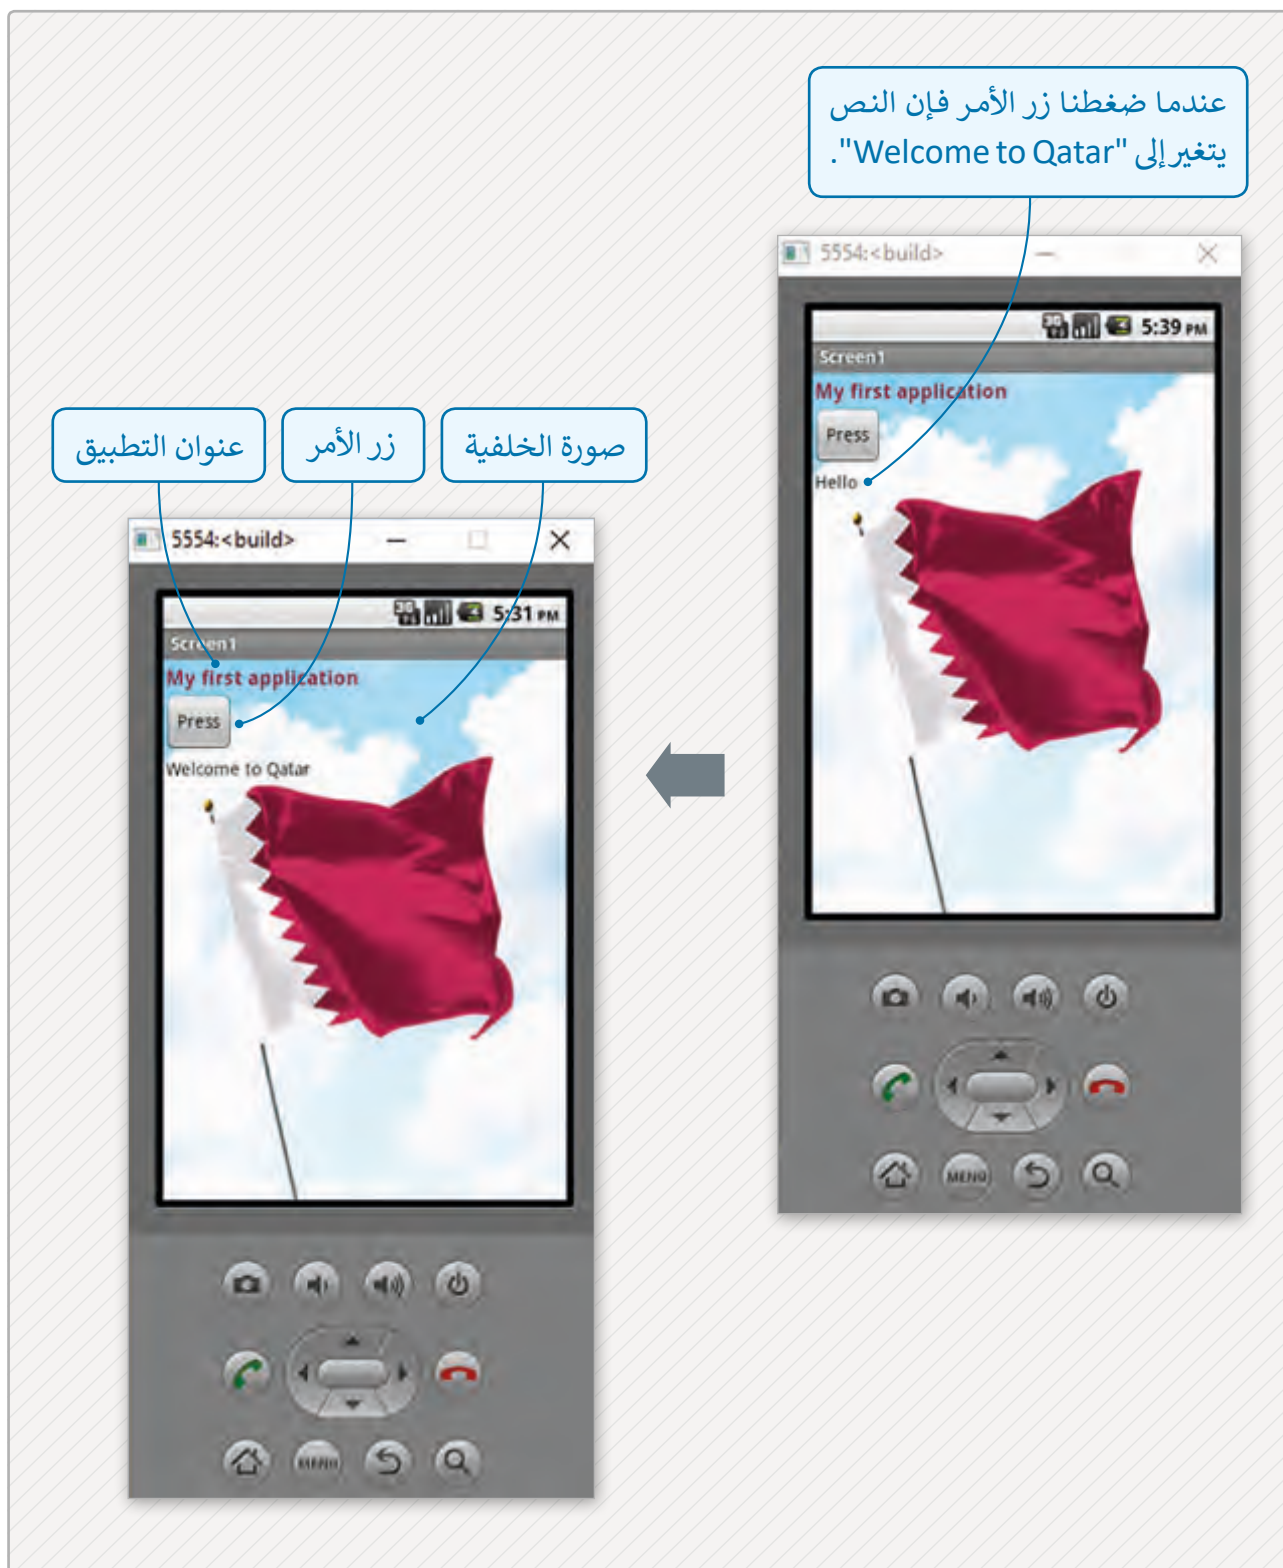 عندما ضغطنا زر الأمر فإن النص
يتغير إلى "Welcome to Qatar".
5554:<build>
3G
5:39 PM
Screen1
My first application
Press
Hello
MENU
صورة الخلفية
زر الأمر
عنوان التطبيق
5554:<build>
3G
5:31 PM
Screen1
My first application
Press
Welcome to Qatar
MENU